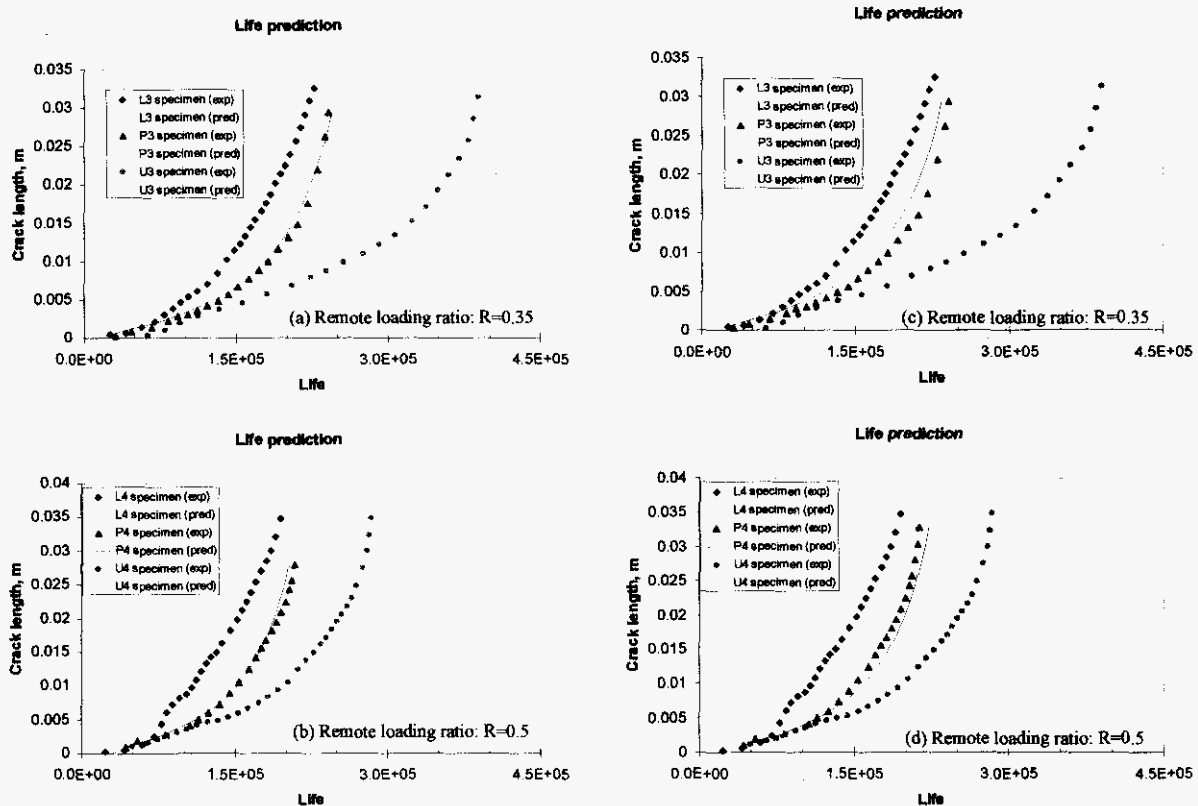 Life prediction
0.035
0.03
0.025
0.02
0.015
0.01
0.005
0
Crack length, m
L3 specimen (exp)
L3 specimen (pred)
P3 specimen (exp)
P3 specimen (pred)
U3 specimen (exp)
U3 specimen (pred)
(a) Remote loading ratio: R=0.35
0.0E+00 1.5E+05 3.0E+05 4.5E+05
Life
Life prediction
0.035
0.03
0.025
0.02
0.015
0.01
0.005
0
Crack length, m
L3 specimen (exp)
L3 specimen (pred)
P3 specimen (exp)
P3 specimen (pred)
U3 specimen (exp)
U3 specimen (pred)
(c) Remote loading ratio: R=0.35
0.0E+00 1.5E+05 3.0E+05 4.5E+05
Life
Life prediction
0.04
0.035
0.03
0.025
0.02
0.015
0.01
0.005
0
Crack length, m
L4 specimen (exp)
L4 specimen (pred)
P4 specimen (exp)
P4 specimen (pred)
U4 specimen (exp)
U4 specimen (pred)
(b) Remote loading ratio: R=0.5
0.0E+00 1.5E+05 3.0E+05 4.5E+05
Life
Life prediction
0.04
0.035
0.03
0.025
0.02
0.015
0.01
0.005
0
Crack length, m
L4 specimen (exp)
L4 specimen (pred)
P4 specimen (exp)
P4 specimen (pred)
U4 specimen (exp)
U4 specimen (pred)
(d) Remote loading ratio: R=0.5
0.0E+00 1.5E+05 3.0E+05 4.5E+05
Life